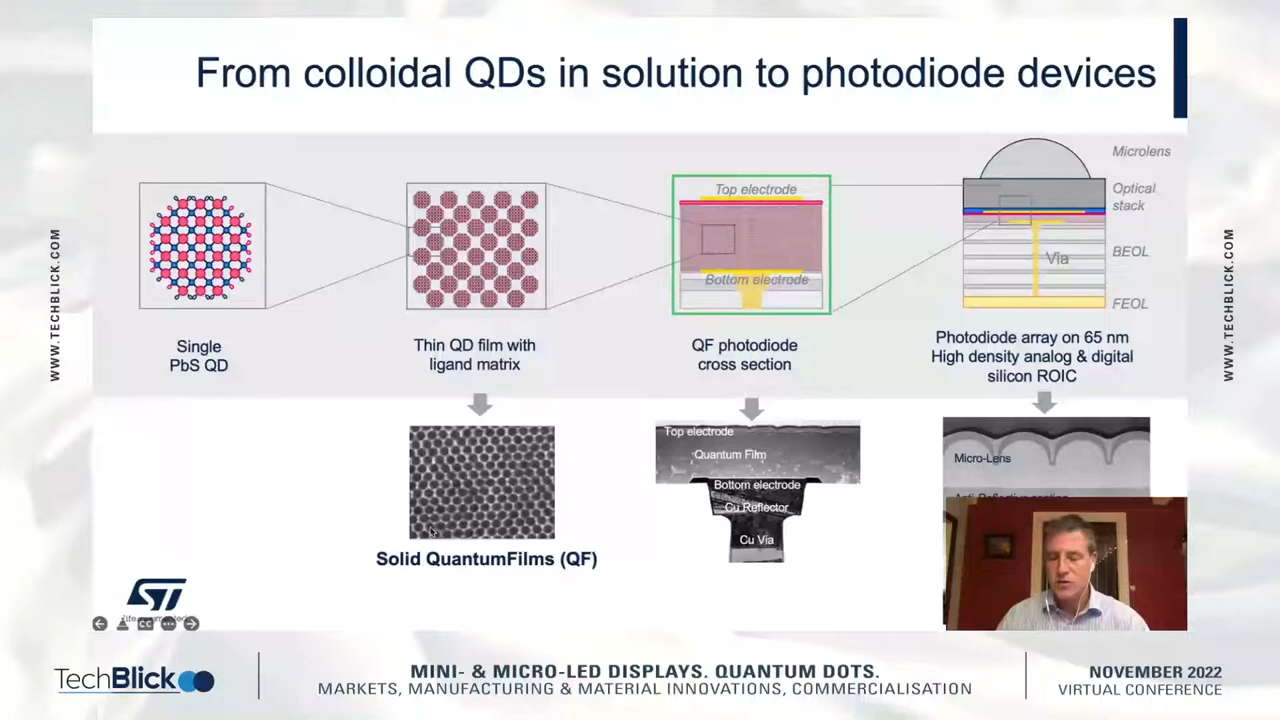 From colloidal QDs in solution to photodiode devices
WWW.TECHBLICK.COM
Top electrode
Bottom electrode
Microlens
Optical
stack
BEOL
Via
FEOL
Single
PbS QD
Thin QD film with
ligand matrix
QF photodiode
cross section
Photodiode array on 65 nm
High density analog & digital
silicon ROIC
Solid QuantumFilms (QF)
Top electrode
Quantum Film
Bottom electrode
Cu Reflector
Cu Via
Micro-Lens
ST
CC
WWW.TECHBLICK.COM
TechBlick
MINI- & MICRO-LED DISPLAYS. QUANTUM DOTS.
MARKETS, MANUFACTURING & MATERIAL INNOVATIONS, COMMERCIALISATION
NOVEMBER 2022
VIRTUAL CONFERENCE